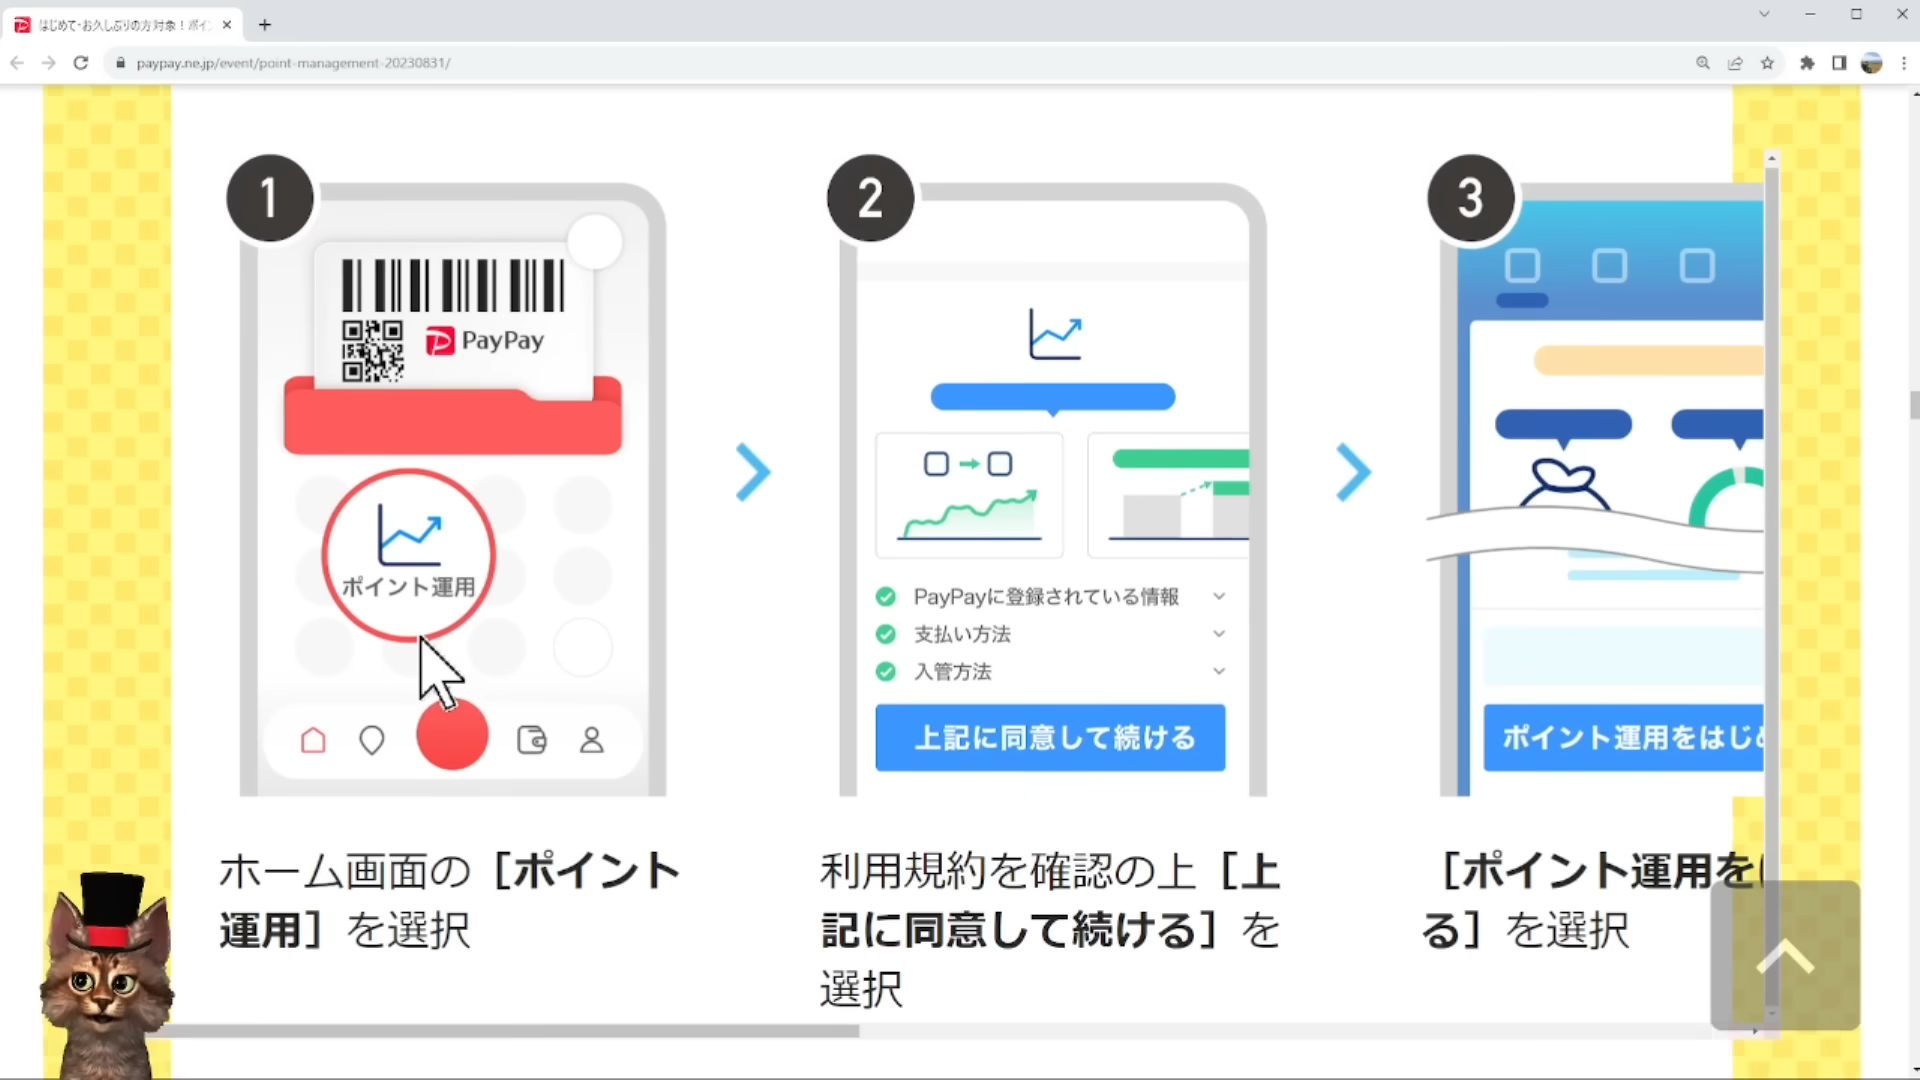 はじめて・お久しぶりの方対象！ポイ
paypay.ne.jp/event/point-management-20230831/
1
2
3
PayPay
ポイント運用
PayPayに登録されている情報
支払い方法
入管方法
上記に同意して続ける
ポイント運用をはじめ
ホーム画面の［ポイント
運用］を選択
利用規約を確認の上［上
記に同意して続ける］を
選択
［ポイント運用を
る］を選択